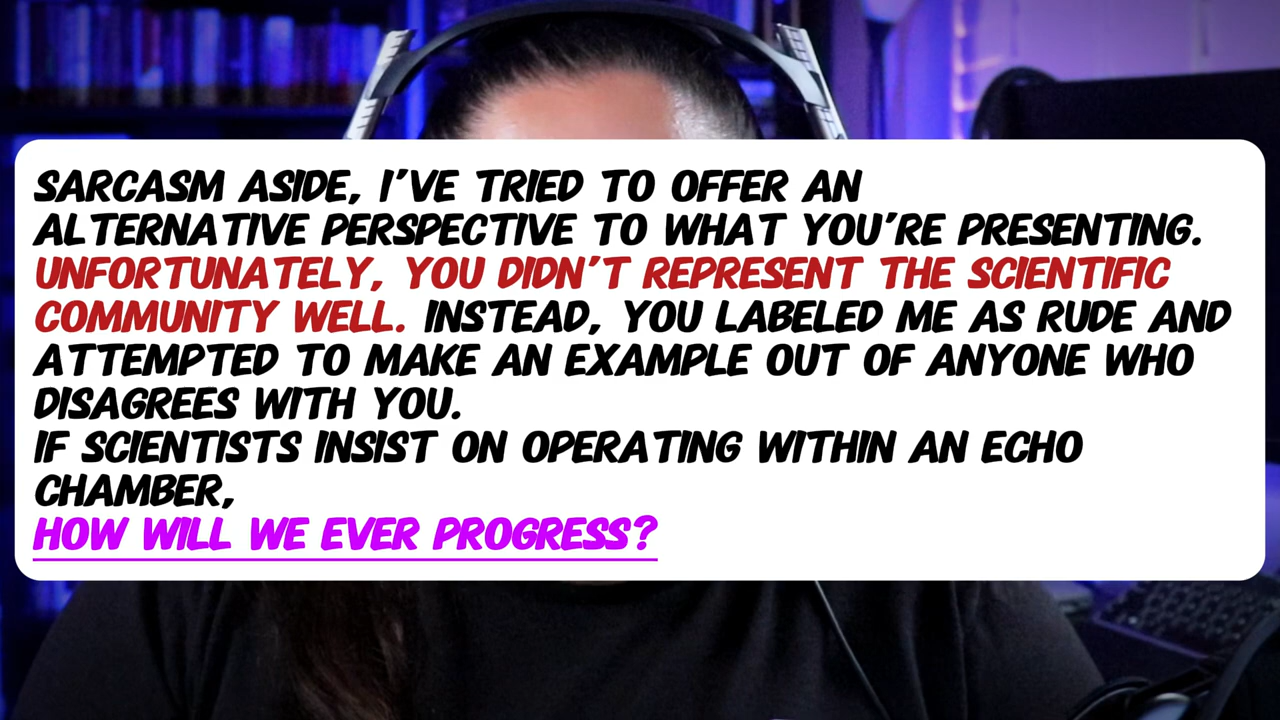 SARCASM ASIDE, I'VE TRIED TO OFFER AN
ALTERNATIVE PERSPECTIVE TO WHAT YOU'RE PRESENTING.
UNFORTUNATELY, YOU DIDN'T REPRESENT THE SCIENTIFIC
COMMUNITY WELL. INSTEAD, YOU LABELED ME AS RUDE AND
ATTEMPTED TO MAKE AN EXAMPLE OUT OF ANYONE WHO
DISAGREES WITH YOU.
IF SCIENTISTS INSIST ON OPERATING WITHIN AN ECHO
CHAMBER,
HOW WILL WE EVER PROGRESS?